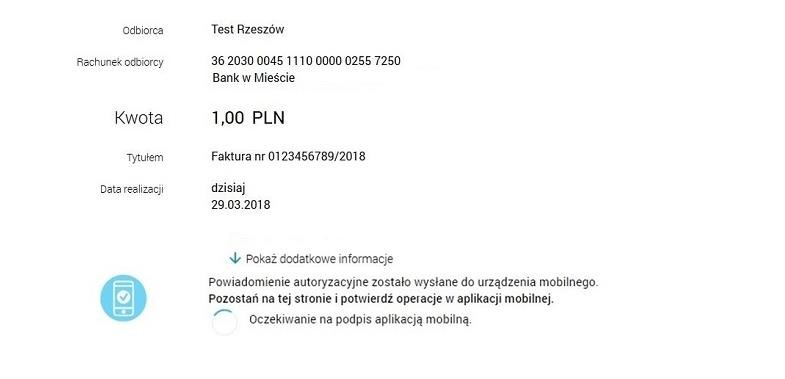 Odbiorca Test Rzeszów
Rachunek odbiorcy 36 2030 0045 1110 0000 0255 7250
Bank w Mieście
Kwota 1,00 PLN
Tytułem Faktura nr 0123456789/2018
Data realizacji dzisiaj
29.03.2018
Pokaż dodatkowe informacje
Powiadomienie autoryzacyjne zostało wysłane do urządzenia mobilnego.
Pozostań na tej stronie i potwierdź operacje w aplikacji mobilnej.
Oczekiwanie na podpis aplikacją mobilną.